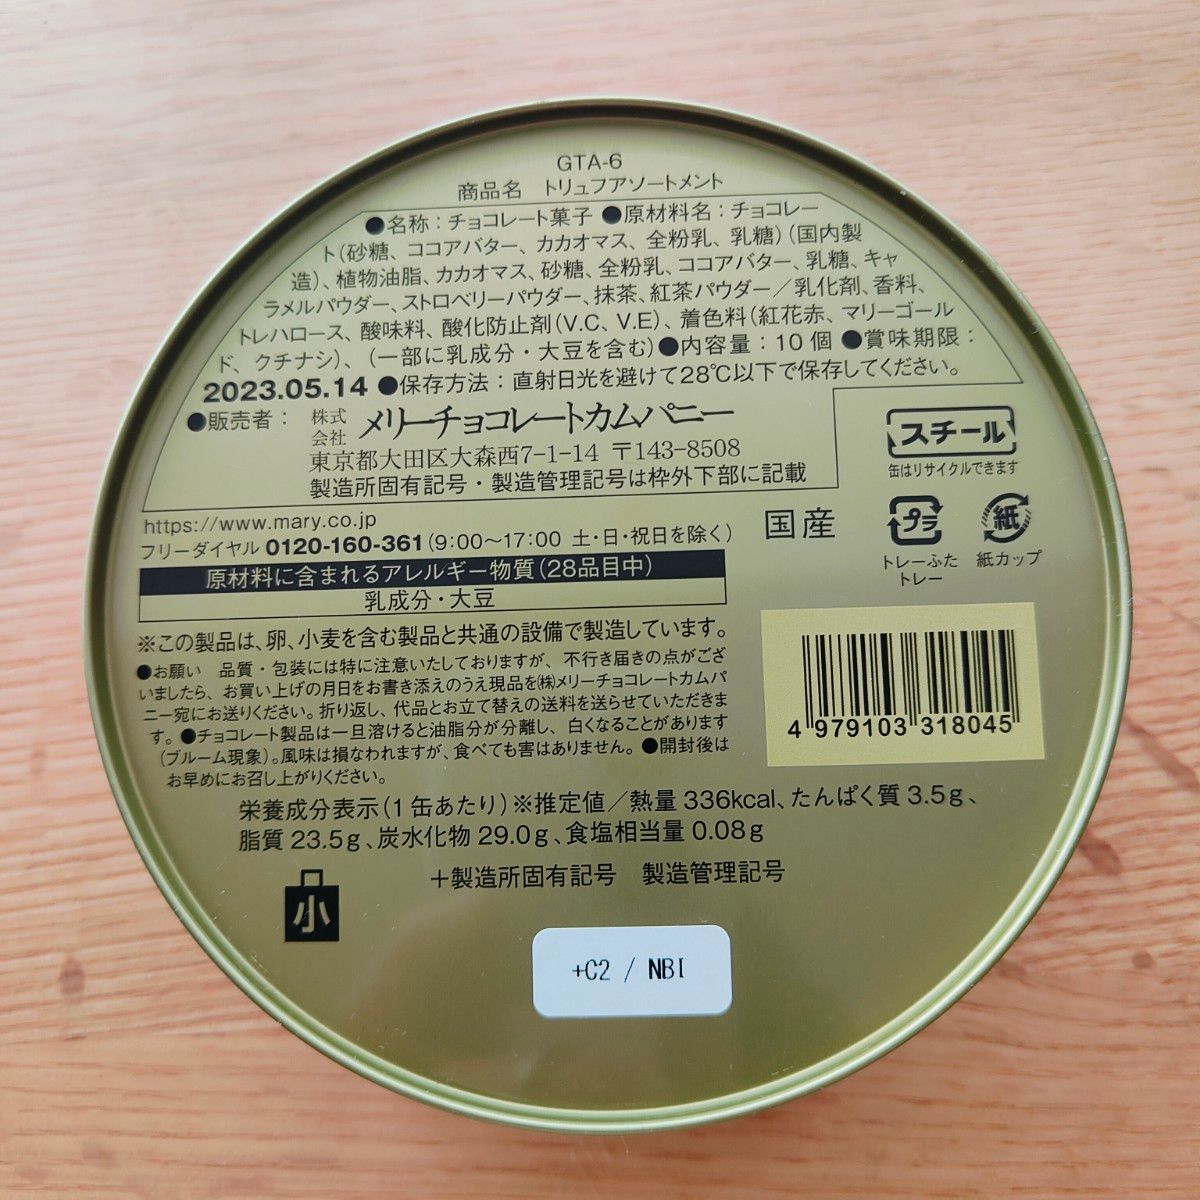 GTA-6
商品名　トリュフアソートメント
●名称：チョコレート菓子 ●原材料名：チョコレー
ト(砂糖、ココアバター、カカオマス、全粉乳、乳糖)(国内製
造)、植物油脂、カカオマス、砂糖、全粉乳、ココアバター、乳糖、キャ
ラメルパウダー、ストロベリーパウダー、抹茶、紅茶パウダー／乳化剤、香料、
トレハロース、酸味料、酸化防止剤(V.C、V.E)、着色料(紅花赤、マリーゴール
ド、クチナシ)、(一部に乳成分・大豆を含む)●内容量：10個 ●賞味期限：
2023.05.14 ●保存方法：直射日光を避けて28℃以下で保存してください。
●販売者：株式会社 メリーチョコレートカムパニー
東京都大田区大森西7-1-14 〒143-8508
製造所固有記号・製造管理記号は枠外下部に記載
スチール
缶はリサイクルできます
https://www.mary.co.jp
フリーダイヤル 0120-160-361(9:00〜17:00 土・日・祝日を除く)
国産
プラ
トレーふた
トレー
紙
紙カップ
原材料に含まれるアレルギー物質(28品目中)
乳成分・大豆
※この製品は、卵、小麦を含む製品と共通の設備で製造しています。
●お願い　品質・包装には特に注意いたしておりますが、不行き届きの点がござ
いましたら、お買い上げの月日をお書き添えのうえ現品を㈱メリーチョコレートカムパ
ニー宛にお送りください。折り返し、代品とお立て替えの送料を送らせていただきま
す。●チョコレート製品は一旦溶けると油脂分が分離し、白くなることがあります
(ブルーム現象)。風味は損なわれますが、食べても害はありません。●開封後は
お早めにお召し上がりください。
4 979103 318045
栄養成分表示(1缶あたり)※推定値／熱量 336kcal、たんぱく質 3.5g、
脂質 23.5g、炭水化物 29.0g、食塩相当量 0.08g
＋製造所固有記号　製造管理記号
小
+C2 / NBI